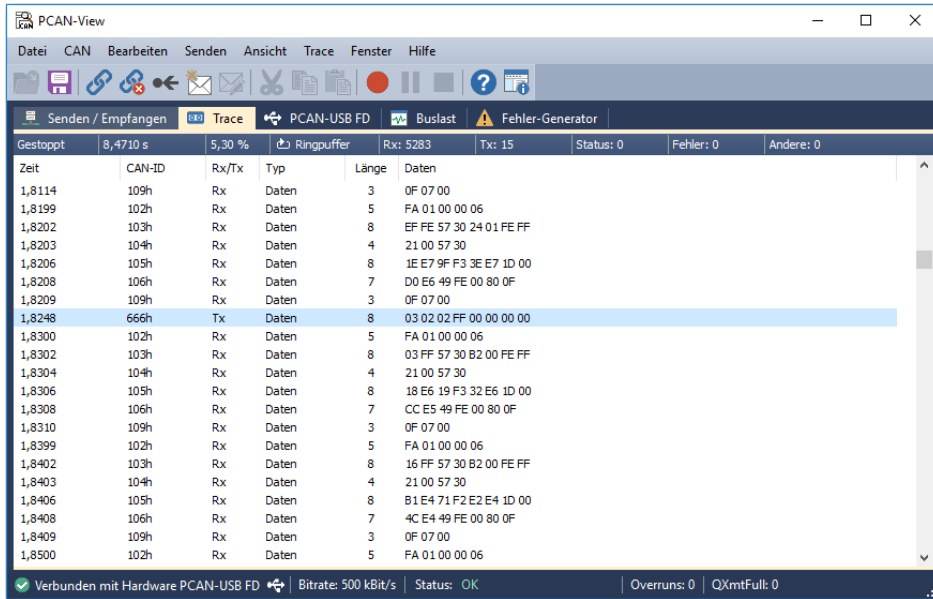 PCAN-View
Datei CAN Bearbeiten Senden Ansicht Trace Fenster Hilfe
Senden / Empfangen Trace PCAN-USB FD Buslast Fehler-Generator
Gestoppt 8,4710 s 5,30 % Ringpuffer Rx: 5283 Tx: 15 Status: 0 Fehler: 0 Andere: 0
Zeit CAN-ID Rx/Tx Typ Länge Daten
1,8114 109h Rx Daten 3 0F 07 00
1,8199 102h Rx Daten 5 FA 01 00 00 06
1,8202 103h Rx Daten 8 EF FE 57 30 24 01 FE FF
1,8203 104h Rx Daten 4 21 00 57 30
1,8206 105h Rx Daten 8 1E E7 9F F3 3E E7 1D 00
1,8208 106h Rx Daten 7 D0 E6 49 FE 00 80 0F
1,8209 109h Rx Daten 3 0F 07 00
1,8248 666h Tx Daten 8 03 02 02 FF 00 00 00 00
1,8300 102h Rx Daten 5 FA 01 00 00 06
1,8302 103h Rx Daten 8 03 FF 57 30 B2 00 FE FF
1,8304 104h Rx Daten 4 21 00 57 30
1,8306 105h Rx Daten 8 18 E6 19 F3 32 E6 1D 00
1,8308 106h Rx Daten 7 CC E5 49 FE 00 80 0F
1,8310 109h Rx Daten 3 0F 07 00
1,8399 102h Rx Daten 5 FA 01 00 00 06
1,8402 103h Rx Daten 8 16 FF 57 30 B2 00 FE FF
1,8403 104h Rx Daten 4 21 00 57 30
1,8406 105h Rx Daten 8 B1 E4 71 F2 E2 E4 1D 00
1,8408 106h Rx Daten 7 4C E4 49 FE 00 80 0F
1,8409 109h Rx Daten 3 0F 07 00
1,8500 102h Rx Daten 5 FA 01 00 00 06
Verbunden mit Hardware PCAN-USB FD Bitrate: 500 kBit/s Status: OK Overruns: 0 QXmtFull: 0